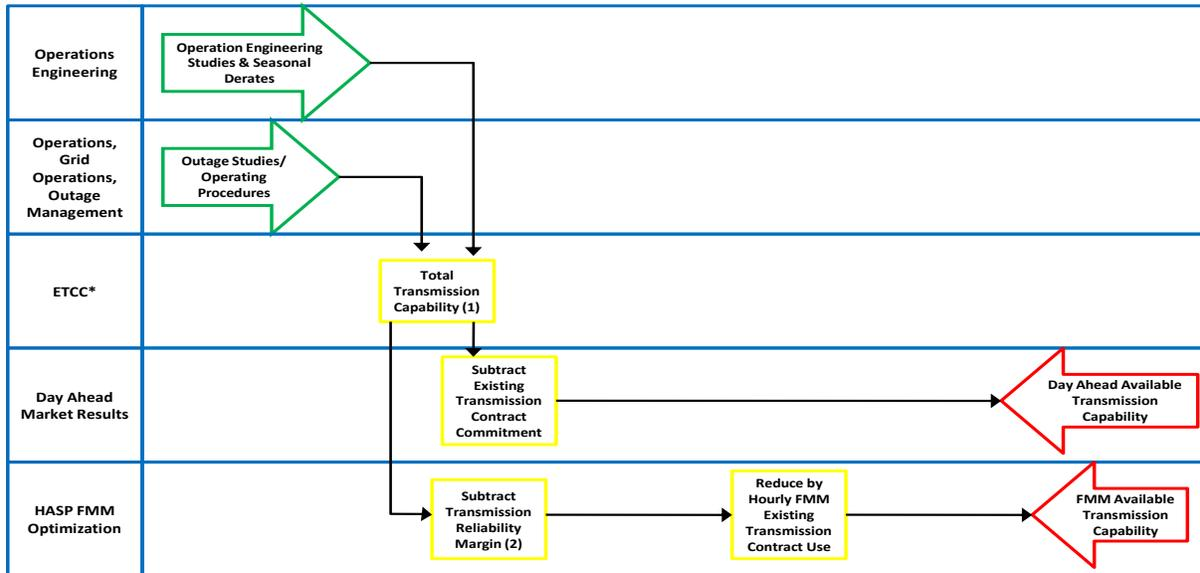 Operations
Engineering
Operation Engineering
Studies & Seasonal
Derates
Operations,
Grid
Operations,
Outage
Management
Outage Studies/
Operating
Procedures
ETCC*
Total
Transmission
Capability (1)
Day Ahead
Market Results
Subtract
Existing
Transmission
Contract
Commitment
Day Ahead Available
Transmission
Capability
HASP FMM
Optimization
Subtract
Transmission
Reliability
Margin (2)
Reduce by
Hourly FMM
Existing
Transmission
Contract Use
FMM Available
Transmission
Capability